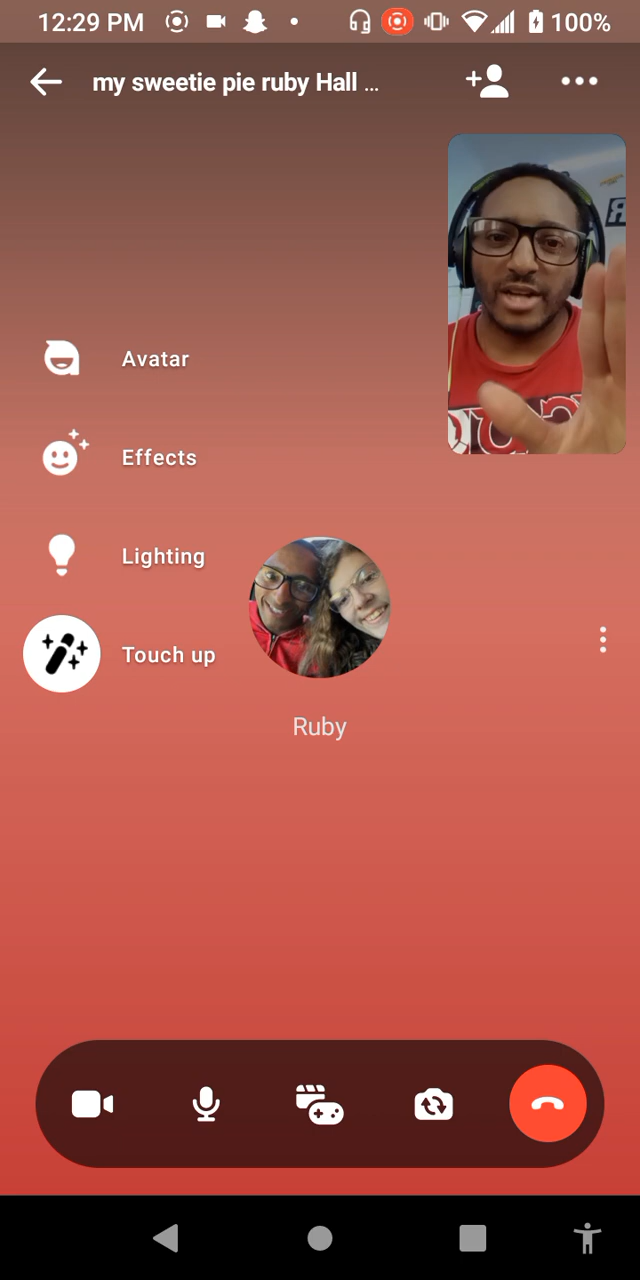 12:29 PM
100%
my sweetie pie ruby Hall ...
Avatar
Effects
Lighting
Touch up
Ruby